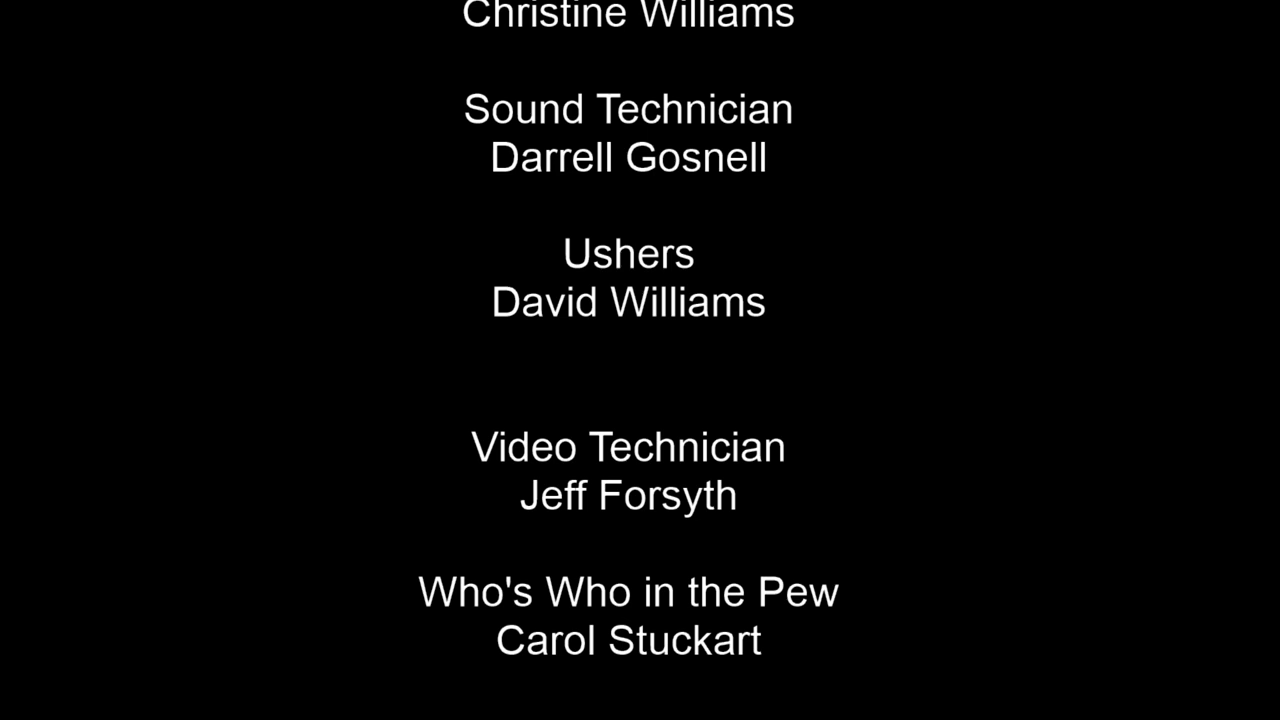 Christine Williams
Sound Technician
Darrell Gosnell
Ushers
David Williams
Video Technician
Jeff Forsyth
Who's Who in the Pew
Carol Stuckart